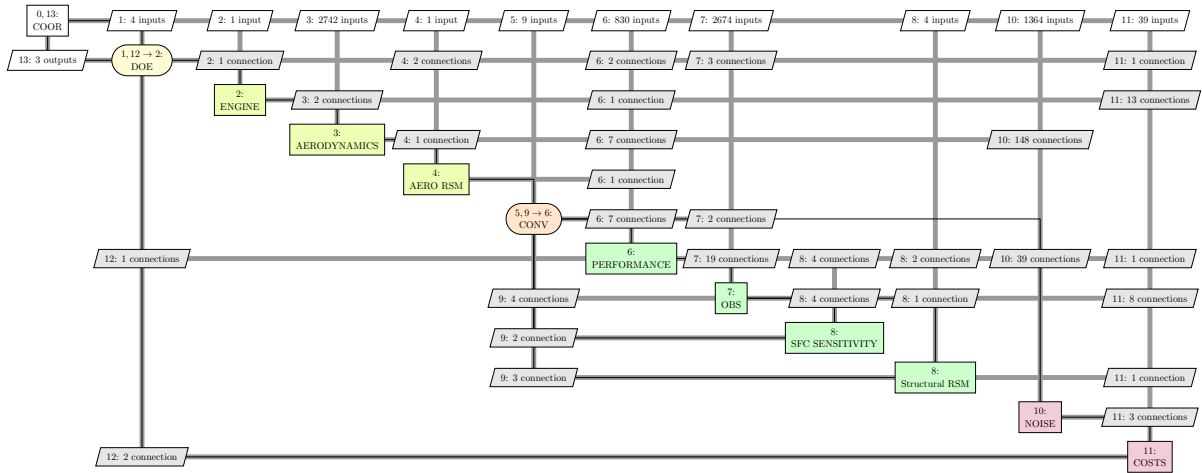 0, 13:
COOR
1: 4 inputs
2: 1 input
3: 2742 inputs
4: 1 input
5: 9 inputs
6: 830 inputs
7: 2674 inputs
8: 4 inputs
10: 1364 inputs
11: 39 inputs
13: 3 outputs
1, 12 → 2:
DOE
2: 1 connection
4: 2 connections
6: 2 connections
7: 3 connections
11: 1 connection
2:
ENGINE
3: 2 connections
6: 1 connection
11: 13 connections
3:
AERODYNAMICS
4: 1 connection
6: 7 connections
10: 148 connections
4:
AERO RSM
6: 1 connection
5, 9 → 6:
CONV
6: 7 connections
7: 2 connections
12: 1 connections
6:
PERFORMANCE
7: 19 connections
8: 4 connections
8: 2 connections
10: 39 connections
11: 1 connection
9: 4 connections
7:
OBS
8: 4 connections
8: 1 connection
11: 8 connections
9: 2 connection
8:
SFC SENSITIVITY
9: 3 connection
8:
Structural RSM
11: 1 connection
10:
NOISE
11: 3 connections
12: 2 connection
11:
COSTS